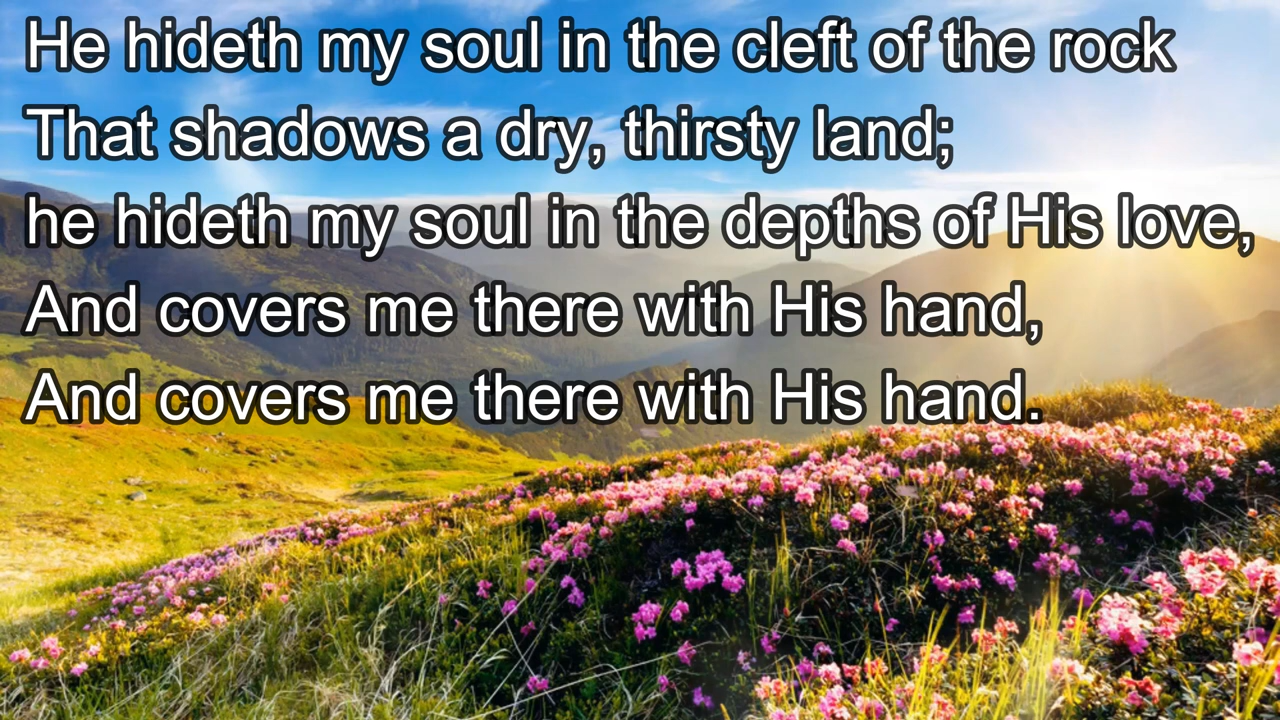 He hideth my soul in the cleft of the rock
That shadows a dry, thirsty land;
he hideth my soul in the depths of His love,
And covers me there with His hand,
And covers me there with His hand.